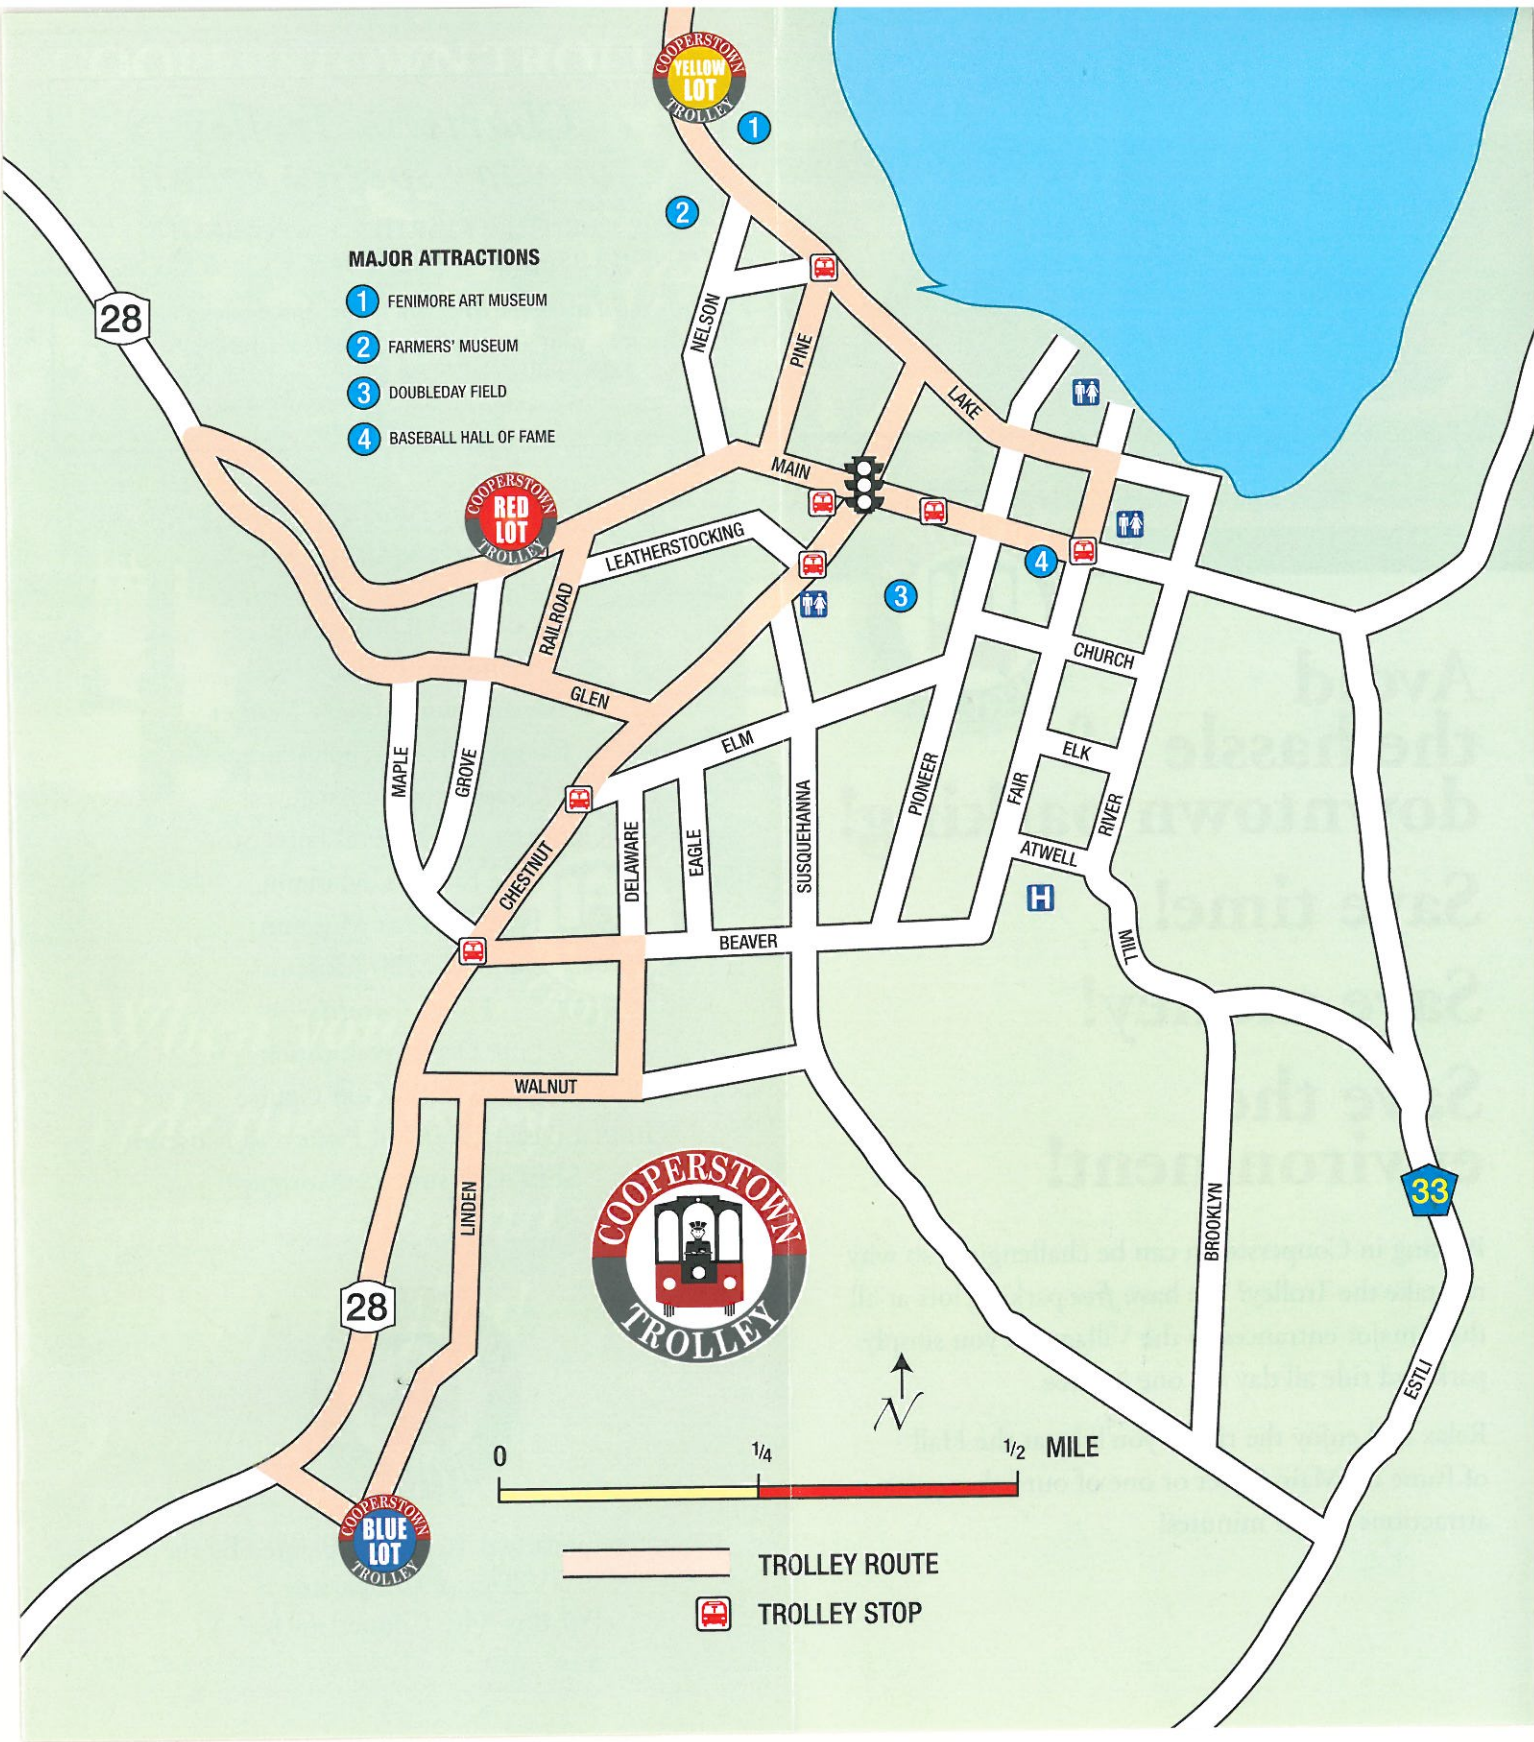 COOPERSTOWN
YELLOW
LOT
TROLLEY
1
2
28
MAJOR ATTRACTIONS
1 FENIMORE ART MUSEUM
2 FARMERS' MUSEUM
3 DOUBLEDAY FIELD
4 BASEBALL HALL OF FAME
NELSON
PINE
LAKE
MAIN
COOPERSTOWN
RED
LOT
TROLLEY
LEATHERSTOCKING
4
3
RAILROAD
CHURCH
GLEN
ELM
ELK
MAPLE
GROVE
PIONEER
FAIR
RIVER
SUSQUEHANNA
DELAWARE
EAGLE
CHESTNUT
ATWELL
H
BEAVER
MILL
WALNUT
LINDEN
COOPERSTOWN
TROLLEY
33
BROOKLYN
28
ESTLI
N
0 1/4 1/2 MILE
COOPERSTOWN
BLUE
LOT
TROLLEY
TROLLEY ROUTE
TROLLEY STOP